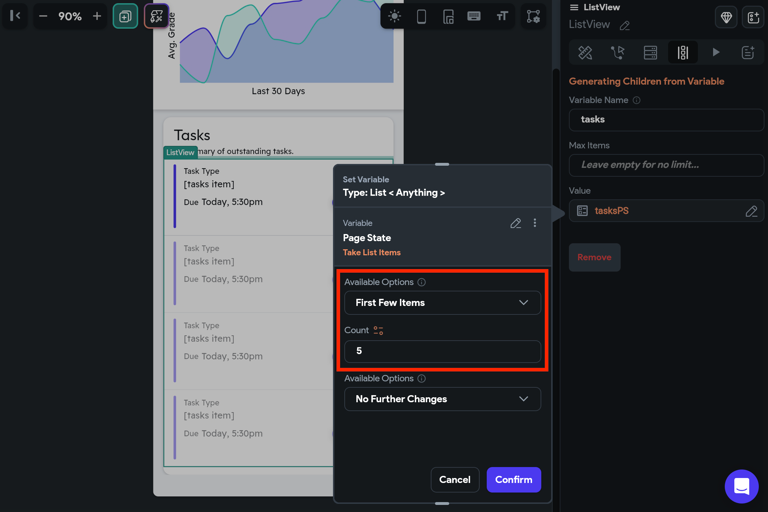 90%
Avg. Grade
Last 30 Days
Tasks
ListView
mary of outstanding tasks.
Task Type
[tasks item]
Due Today, 5:30pm
Task Type
[tasks item]
Due Today, 5:30pm
Task Type
[tasks item]
Due Today, 5:30pm
Task Type
[tasks item]
Due Today, 5:30pm
Set Variable
Type: List < Anything >
Variable
Page State
Take List Items
Available Options
First Few Items
Count
5
Available Options
No Further Changes
Cancel
Confirm
ListView
ListView
Generating Children from Variable
Variable Name
tasks
Max Items
Leave empty for no limit...
Value
tasksPS
Remove